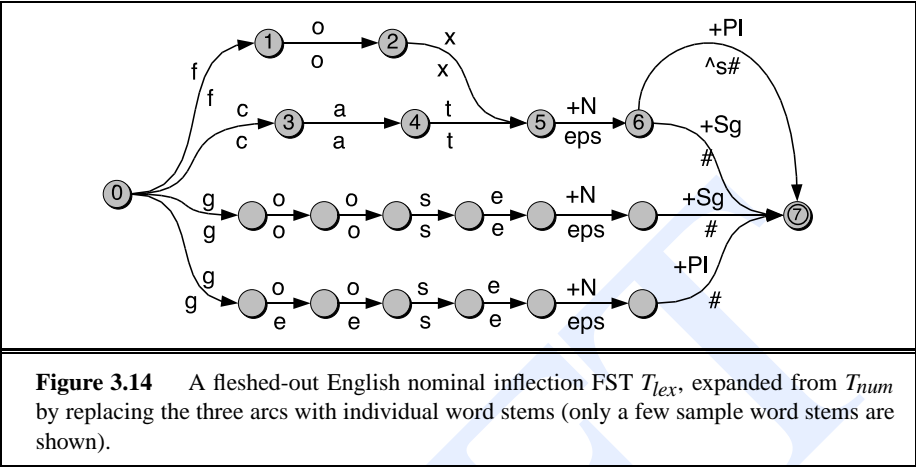 +Pl
o
1 2 x
f o x ^s#
f c a t +N +Sg
0 3 4 5 6
c a t eps #
g o o s e +N +Sg
7
g o o s e eps #
g o o s e +N +Pl
g e e s e eps #
Figure 3.14 A fleshed-out English nominal inflection FST Tlex, expanded from Tnum
by replacing the three arcs with individual word stems (only a few sample word stems are
shown).